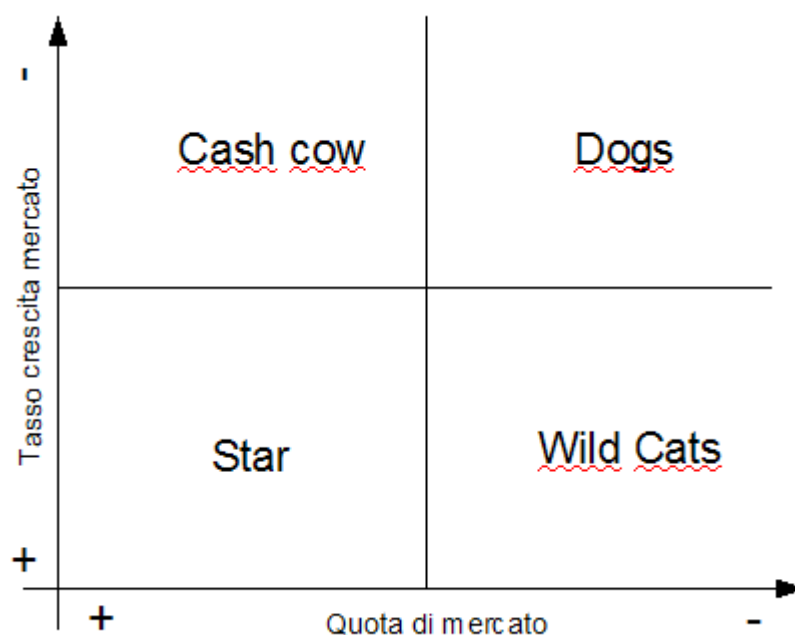 -
Cash cow
Dogs
Tasso crescita mercato
Star
Wild Cats
+
+
Quota di mercato
-